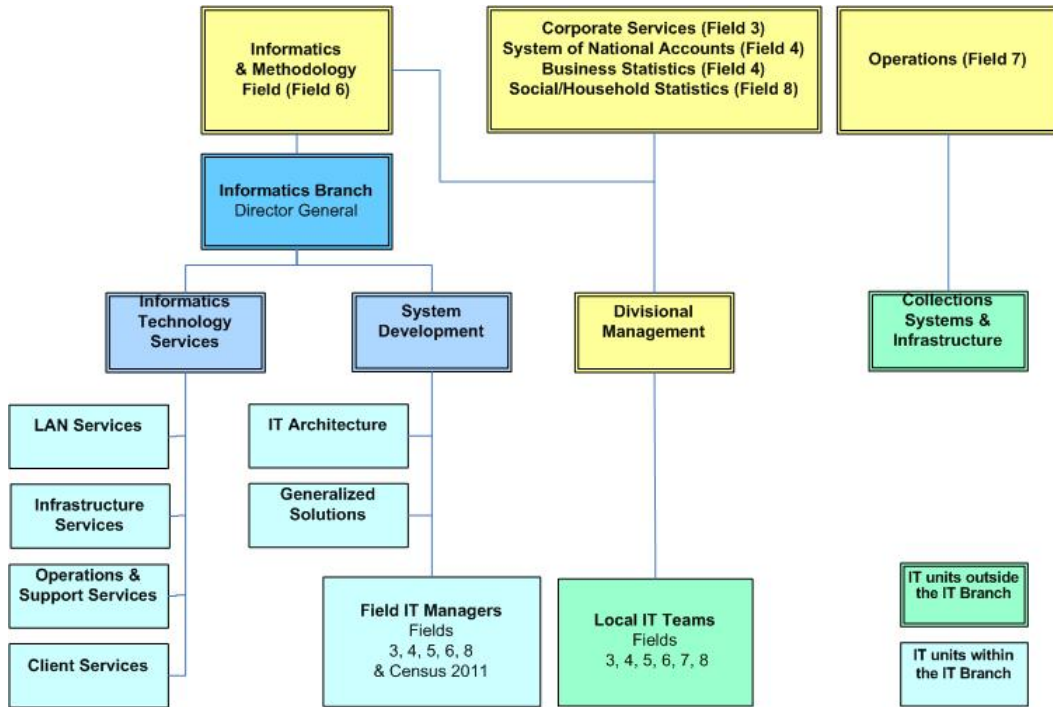 Informatics
& Methodology
Field (Field 6)
Corporate Services (Field 3)
System of National Accounts (Field 4)
Business Statistics (Field 4)
Social/Household Statistics (Field 8)
Operations (Field 7)
Informatics Branch
Director General
Informatics
Technology
Services
System
Development
Divisional
Management
Collections
Systems &
Infrastructure
LAN Services
IT Architecture
Infrastructure
Services
Generalized
Solutions
Operations &
Support Services
Client Services
Field IT Managers
Fields
3, 4, 5, 6, 8
& Census 2011
Local IT Teams
Fields
3, 4, 5, 6, 7, 8
IT units outside
the IT Branch
IT units within
the IT Branch